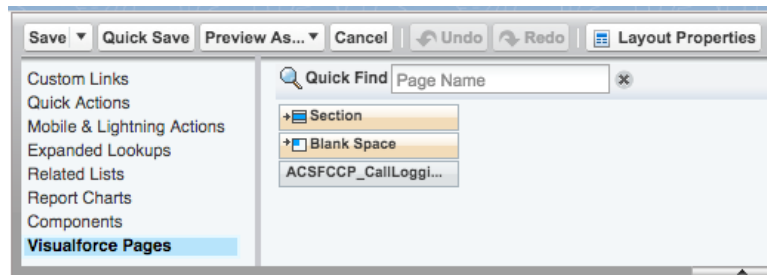 Save Quick Save Preview As... Cancel Undo Redo Layout Properties
Quick Find Page Name
Custom Links
Quick Actions
Mobile & Lightning Actions
Expanded Lookups
Related Lists
Report Charts
Components
Visualforce Pages
Section
Blank Space
ACSFCCP_CallLoggi...